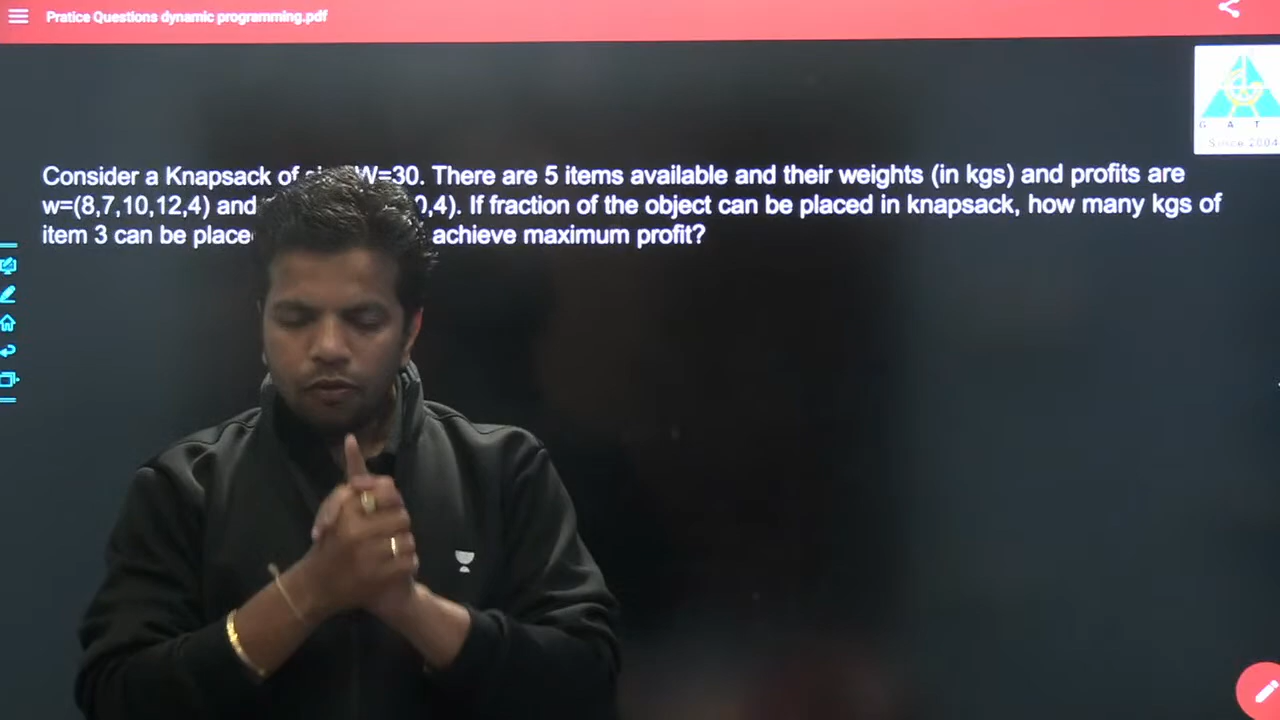 Pratice Questions dynamic programming.pdf
G A T
Since 2004
Consider a Knapsack of W=30. There are 5 items available and their weights (in kgs) and profits are
w=(8,7,10,12,4) and 0,4). If fraction of the object can be placed in knapsack, how many kgs of
item 3 can be place achieve maximum profit?